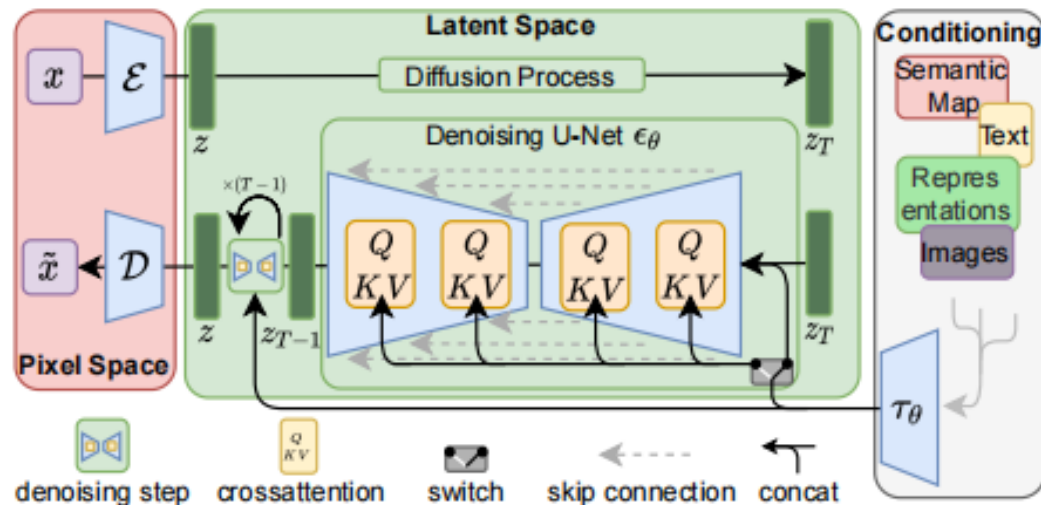 Latent Space
Conditioning
x
ℰ
Diffusion Process
Semantic
Map
Text
z
Denoising U-Net ϵ_θ
z_T
Repres
entations
Images
×(T−1)
Q
KV
Q
KV
Q
KV
Q
KV
x̃
𝒟
z
z_{T−1}
z_T
Pixel Space
τ_θ
Q
KV
denoising step
crossattention
switch
skip connection
concat